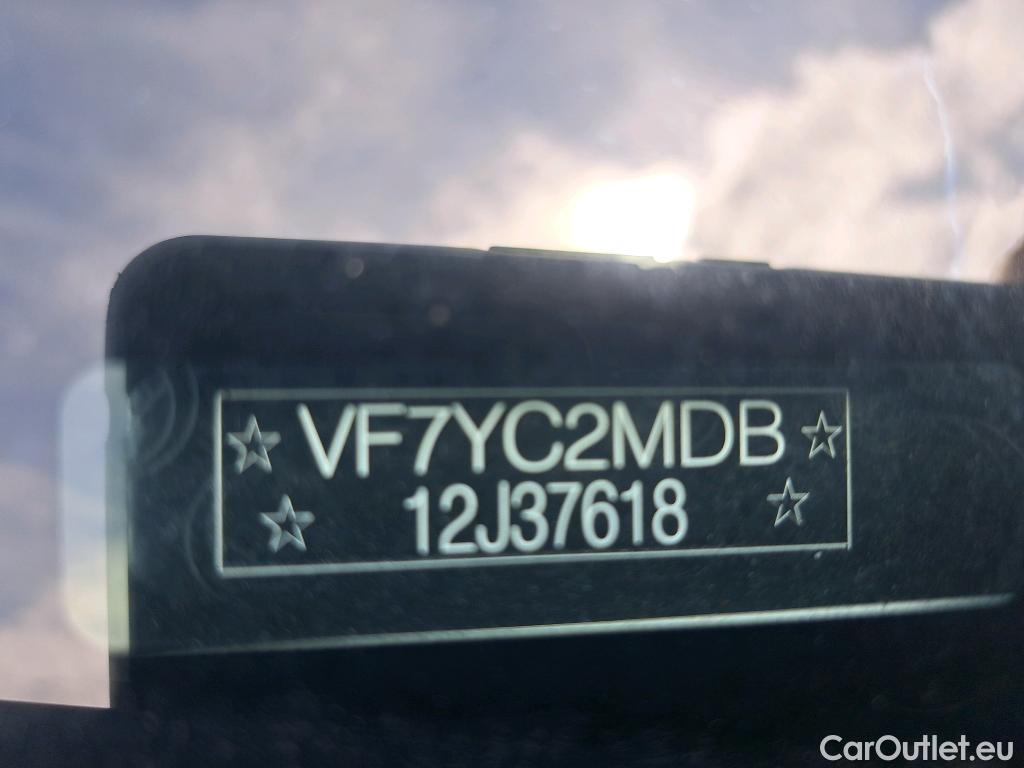 ☆ VF7YC2MDB ☆
☆ 12J37618 ☆
CarOutlet.eu